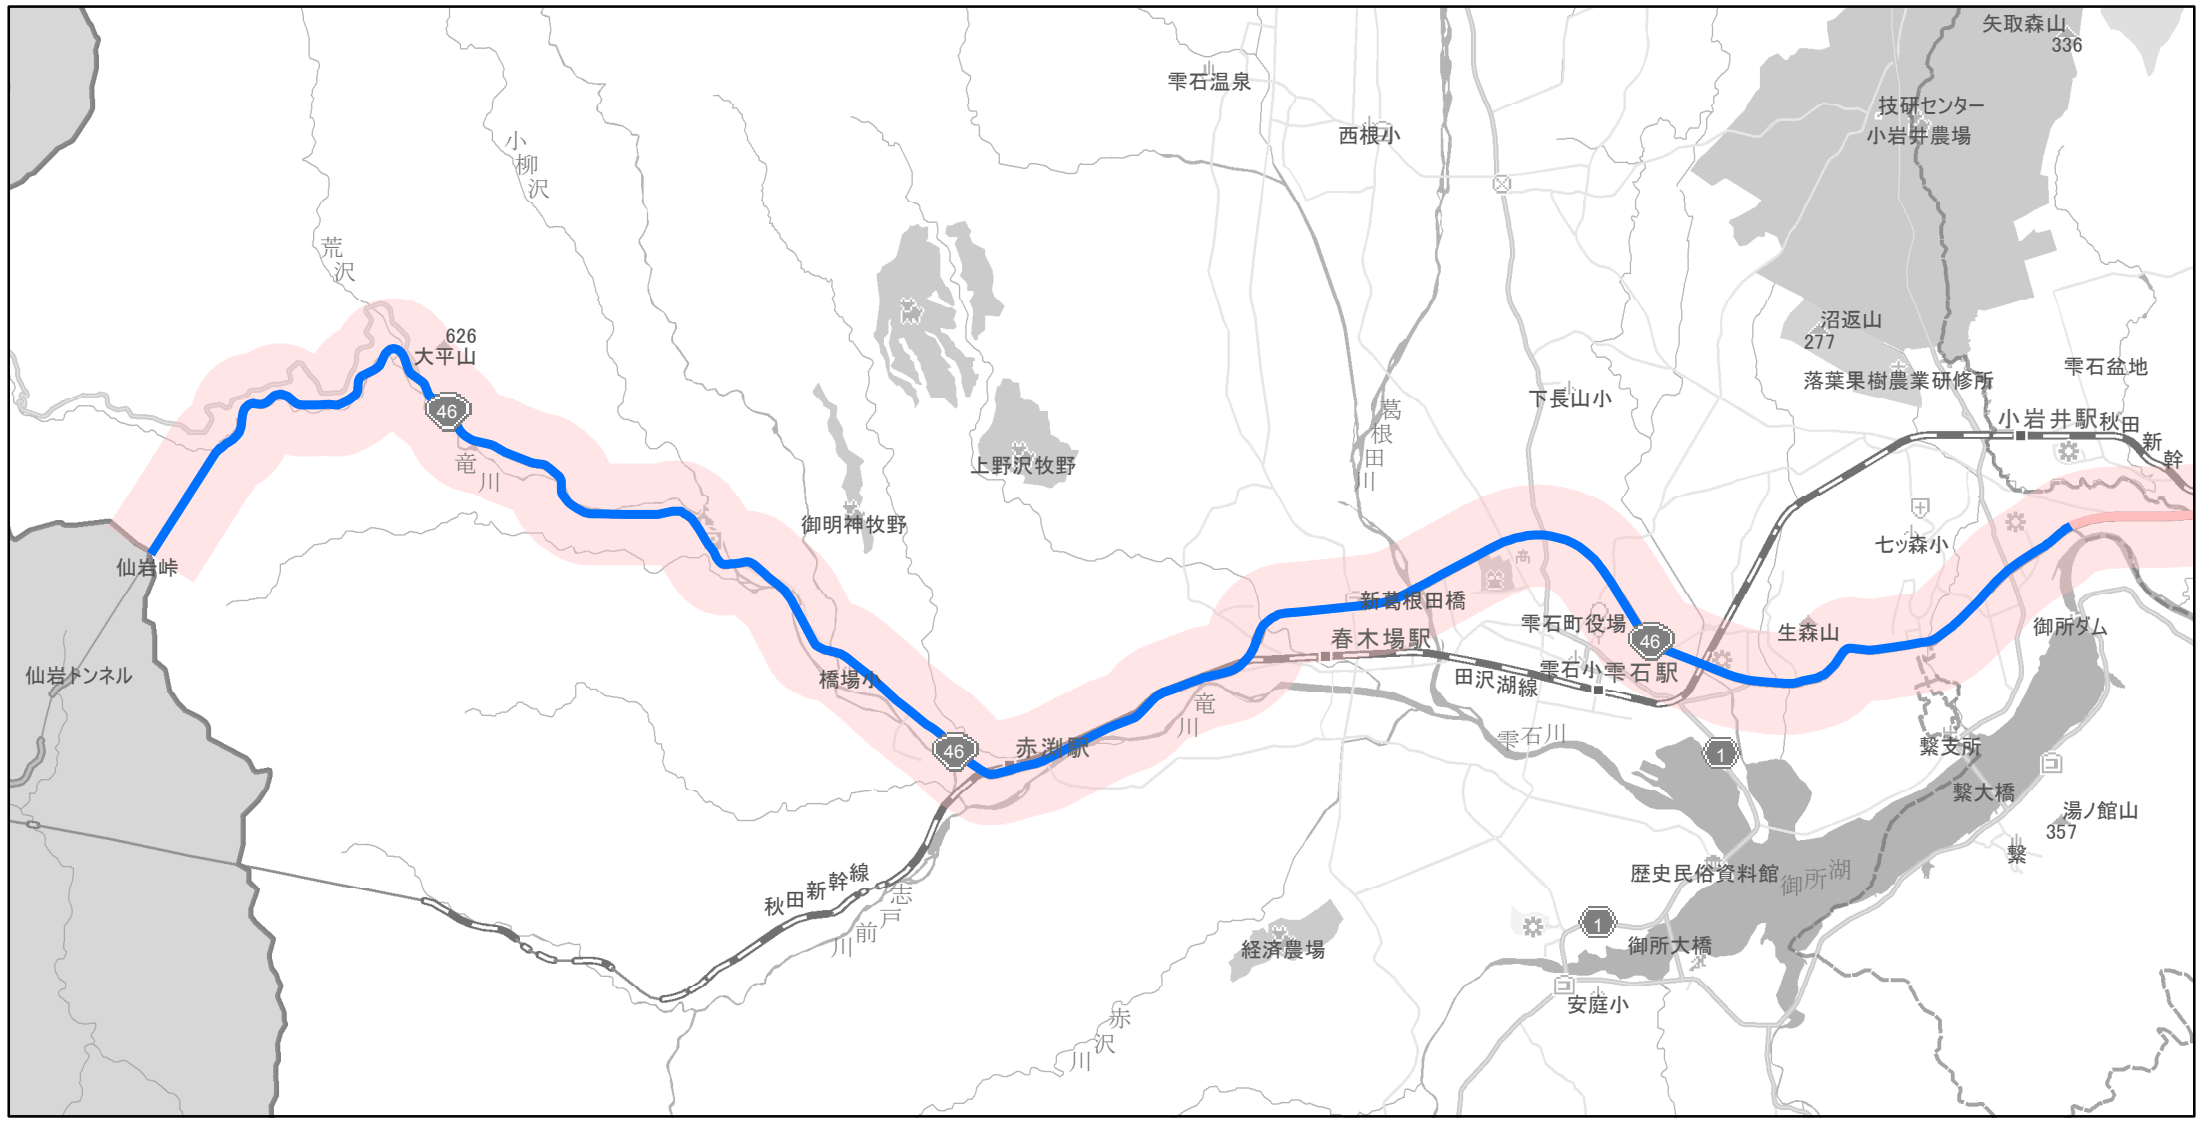 矢取森山
336
雫石温泉
技研センター
小岩井農場
西根小
小柳沢
荒沢
沼返山
277
626
大平山
雫石盆地
落葉果樹農業研修所
下長山小
46
葛根田川
小岩井駅
秋田新幹
上野沢牧野
竜川
御明神牧野
七ッ森小
仙岩峠
新葛根田橋
雫石町役場
46
生森山
御所ダム
春木場駅
仙岩トンネル
橋場小
田沢湖線
雫石小
雫石駅
竜川
雫石川
46
赤渕駅
1
繋支所
繋大橋
湯ノ館山
357
繋
歴史民俗資料館
御所湖
秋田新幹線
志戸前川
1
御所大橋
経済農場
安庭小
赤沢川